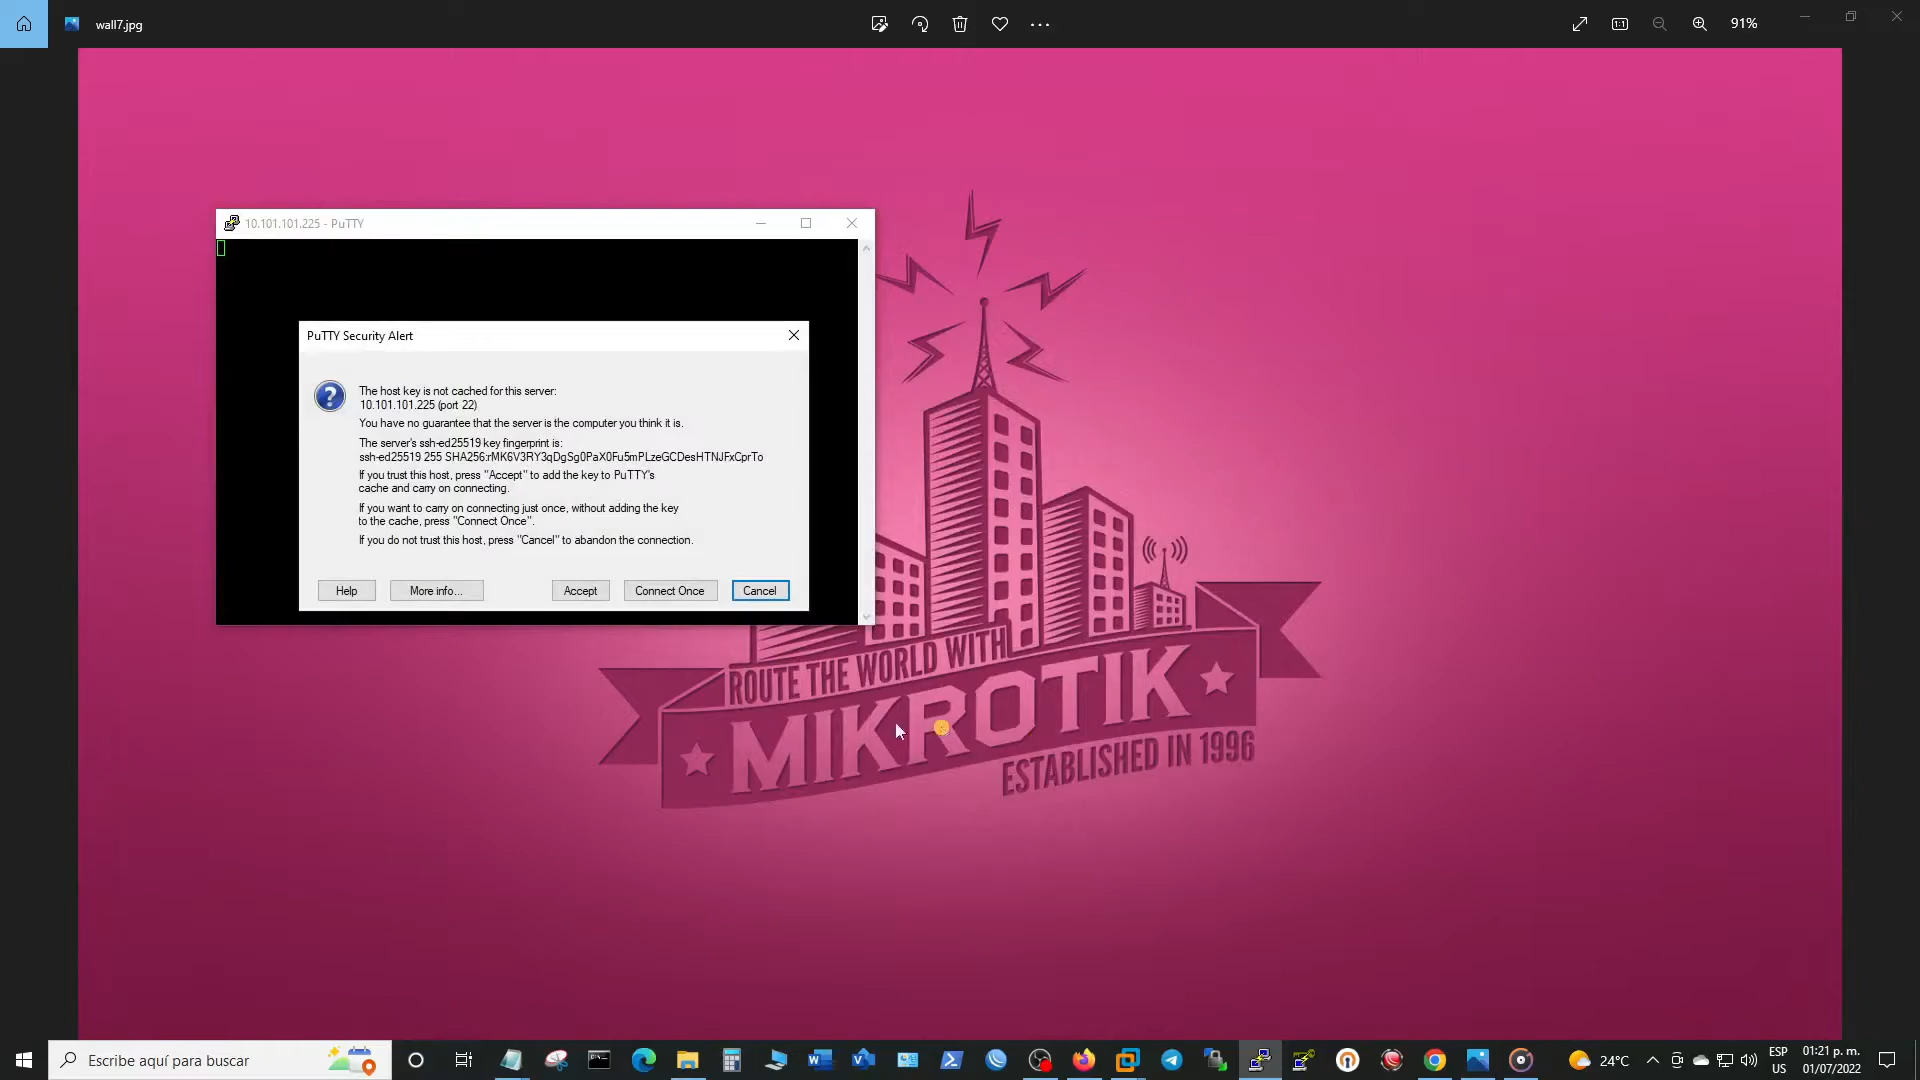 wall7.jpg
91%
10.101.101.225 - PuTTY
PuTTY Security Alert
The host key is not cached for this server:
10.101.101.225 (port 22)
You have no guarantee that the server is the computer you think it is.
The server's ssh-ed25519 key fingerprint is:
ssh-ed25519 255 SHA256:rMK6V3RY3qDgSg0PaX0Fu5mPLzeGCDesHTNJFxCprTo
If you trust this host, press "Accept" to add the key to PuTTY's
cache and carry on connecting.
If you want to carry on connecting just once, without adding the key
to the cache, press "Connect Once".
If you do not trust this host, press "Cancel" to abandon the connection.
Help
More info...
Accept
Connect Once
Cancel
ROUTE THE WORLD WITH
MIKROTIK
ESTABLISHED IN 1996
Escribe aquí para buscar
24°C
ESP
US
01:21 p. m.
01/07/2022